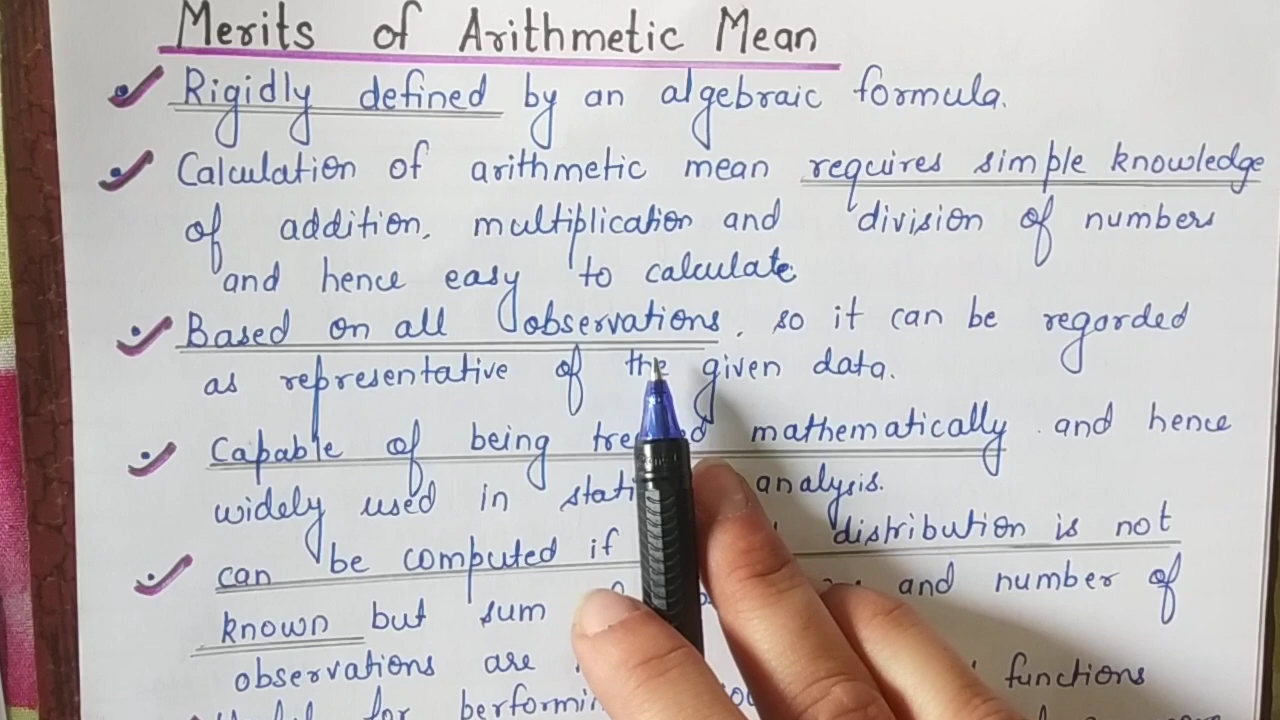 Merits of Arithmetic Mean
Rigidly defined by an algebraic formula.
Calculation of arithmetic mean requires simple knowledge
of addition, multiplication and division of numbers
and hence easy to calculate.
Based on all observations, so it can be regarded
as representative of the given data.
Capable of being treated mathematically and hence
widely used in analysis.
can be computed if distribution is not
known but sum and number of
observations are functions
for